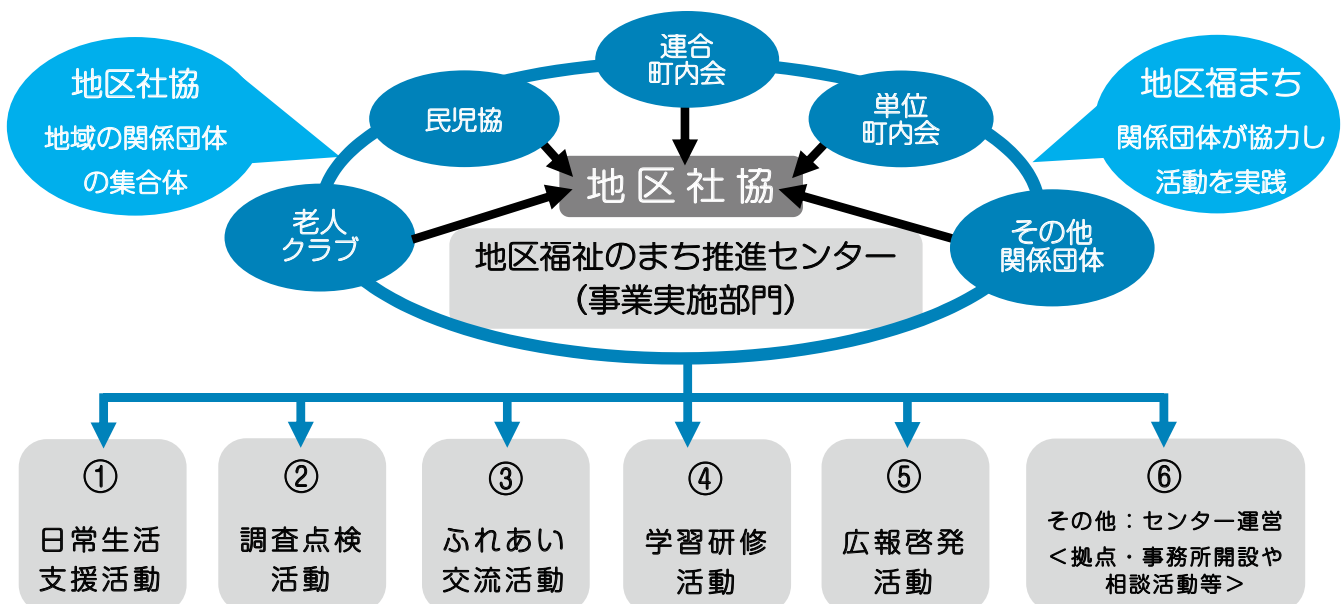 連合
町内会
地区社協
地域の関係団体
の集合体
民児協
単位
町内会
地区福まち
関係団体が協力し
活動を実践
地区社協
老人
クラブ
その他
関係団体
地区福祉のまち推進センター
(事業実施部門)
①
日常生活
支援活動
②
調査点検
活動
③
ふれあい
交流活動
④
学習研修
活動
⑤
広報啓発
活動
⑥
その他：センター運営
＜拠点・事務所開設や
相談活動等＞